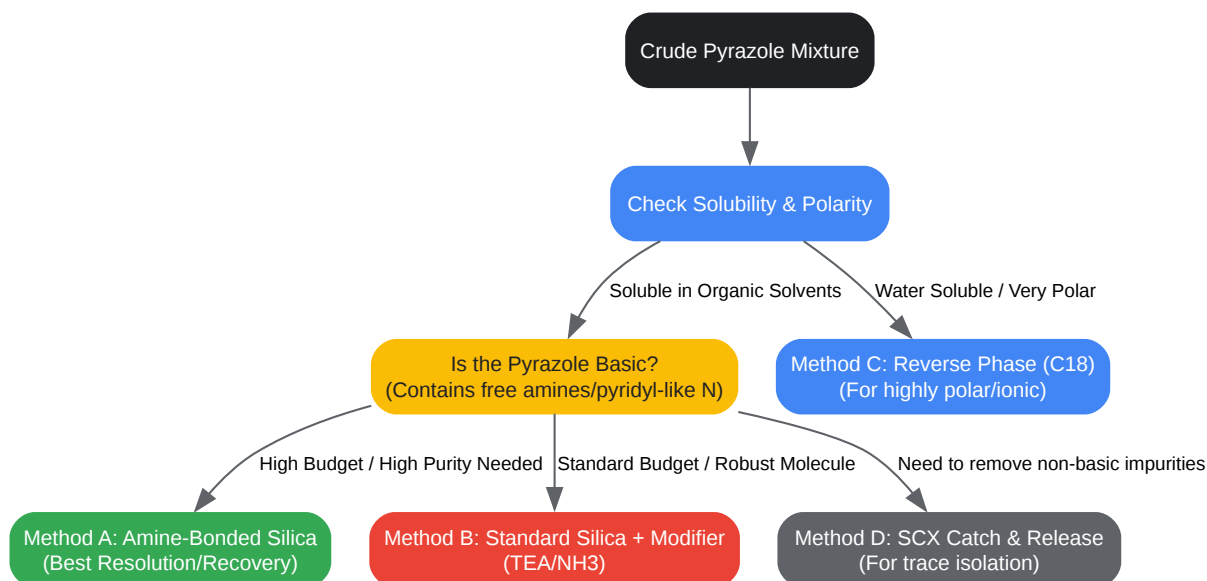 Crude Pyrazole Mixture
Check Solubility & Polarity
Soluble in Organic Solvents
Water Soluble / Very Polar
Is the Pyrazole Basic?
(Contains free amines/pyridyl-like N)
Method C: Reverse Phase (C18)
(For highly polar/ionic)
High Budget / High Purity Needed
Standard Budget / Robust Molecule
Need to remove non-basic impurities
Method A: Amine-Bonded Silica
(Best Resolution/Recovery)
Method B: Standard Silica + Modifier
(TEA/NH3)
Method D: SCX Catch & Release
(For trace isolation)